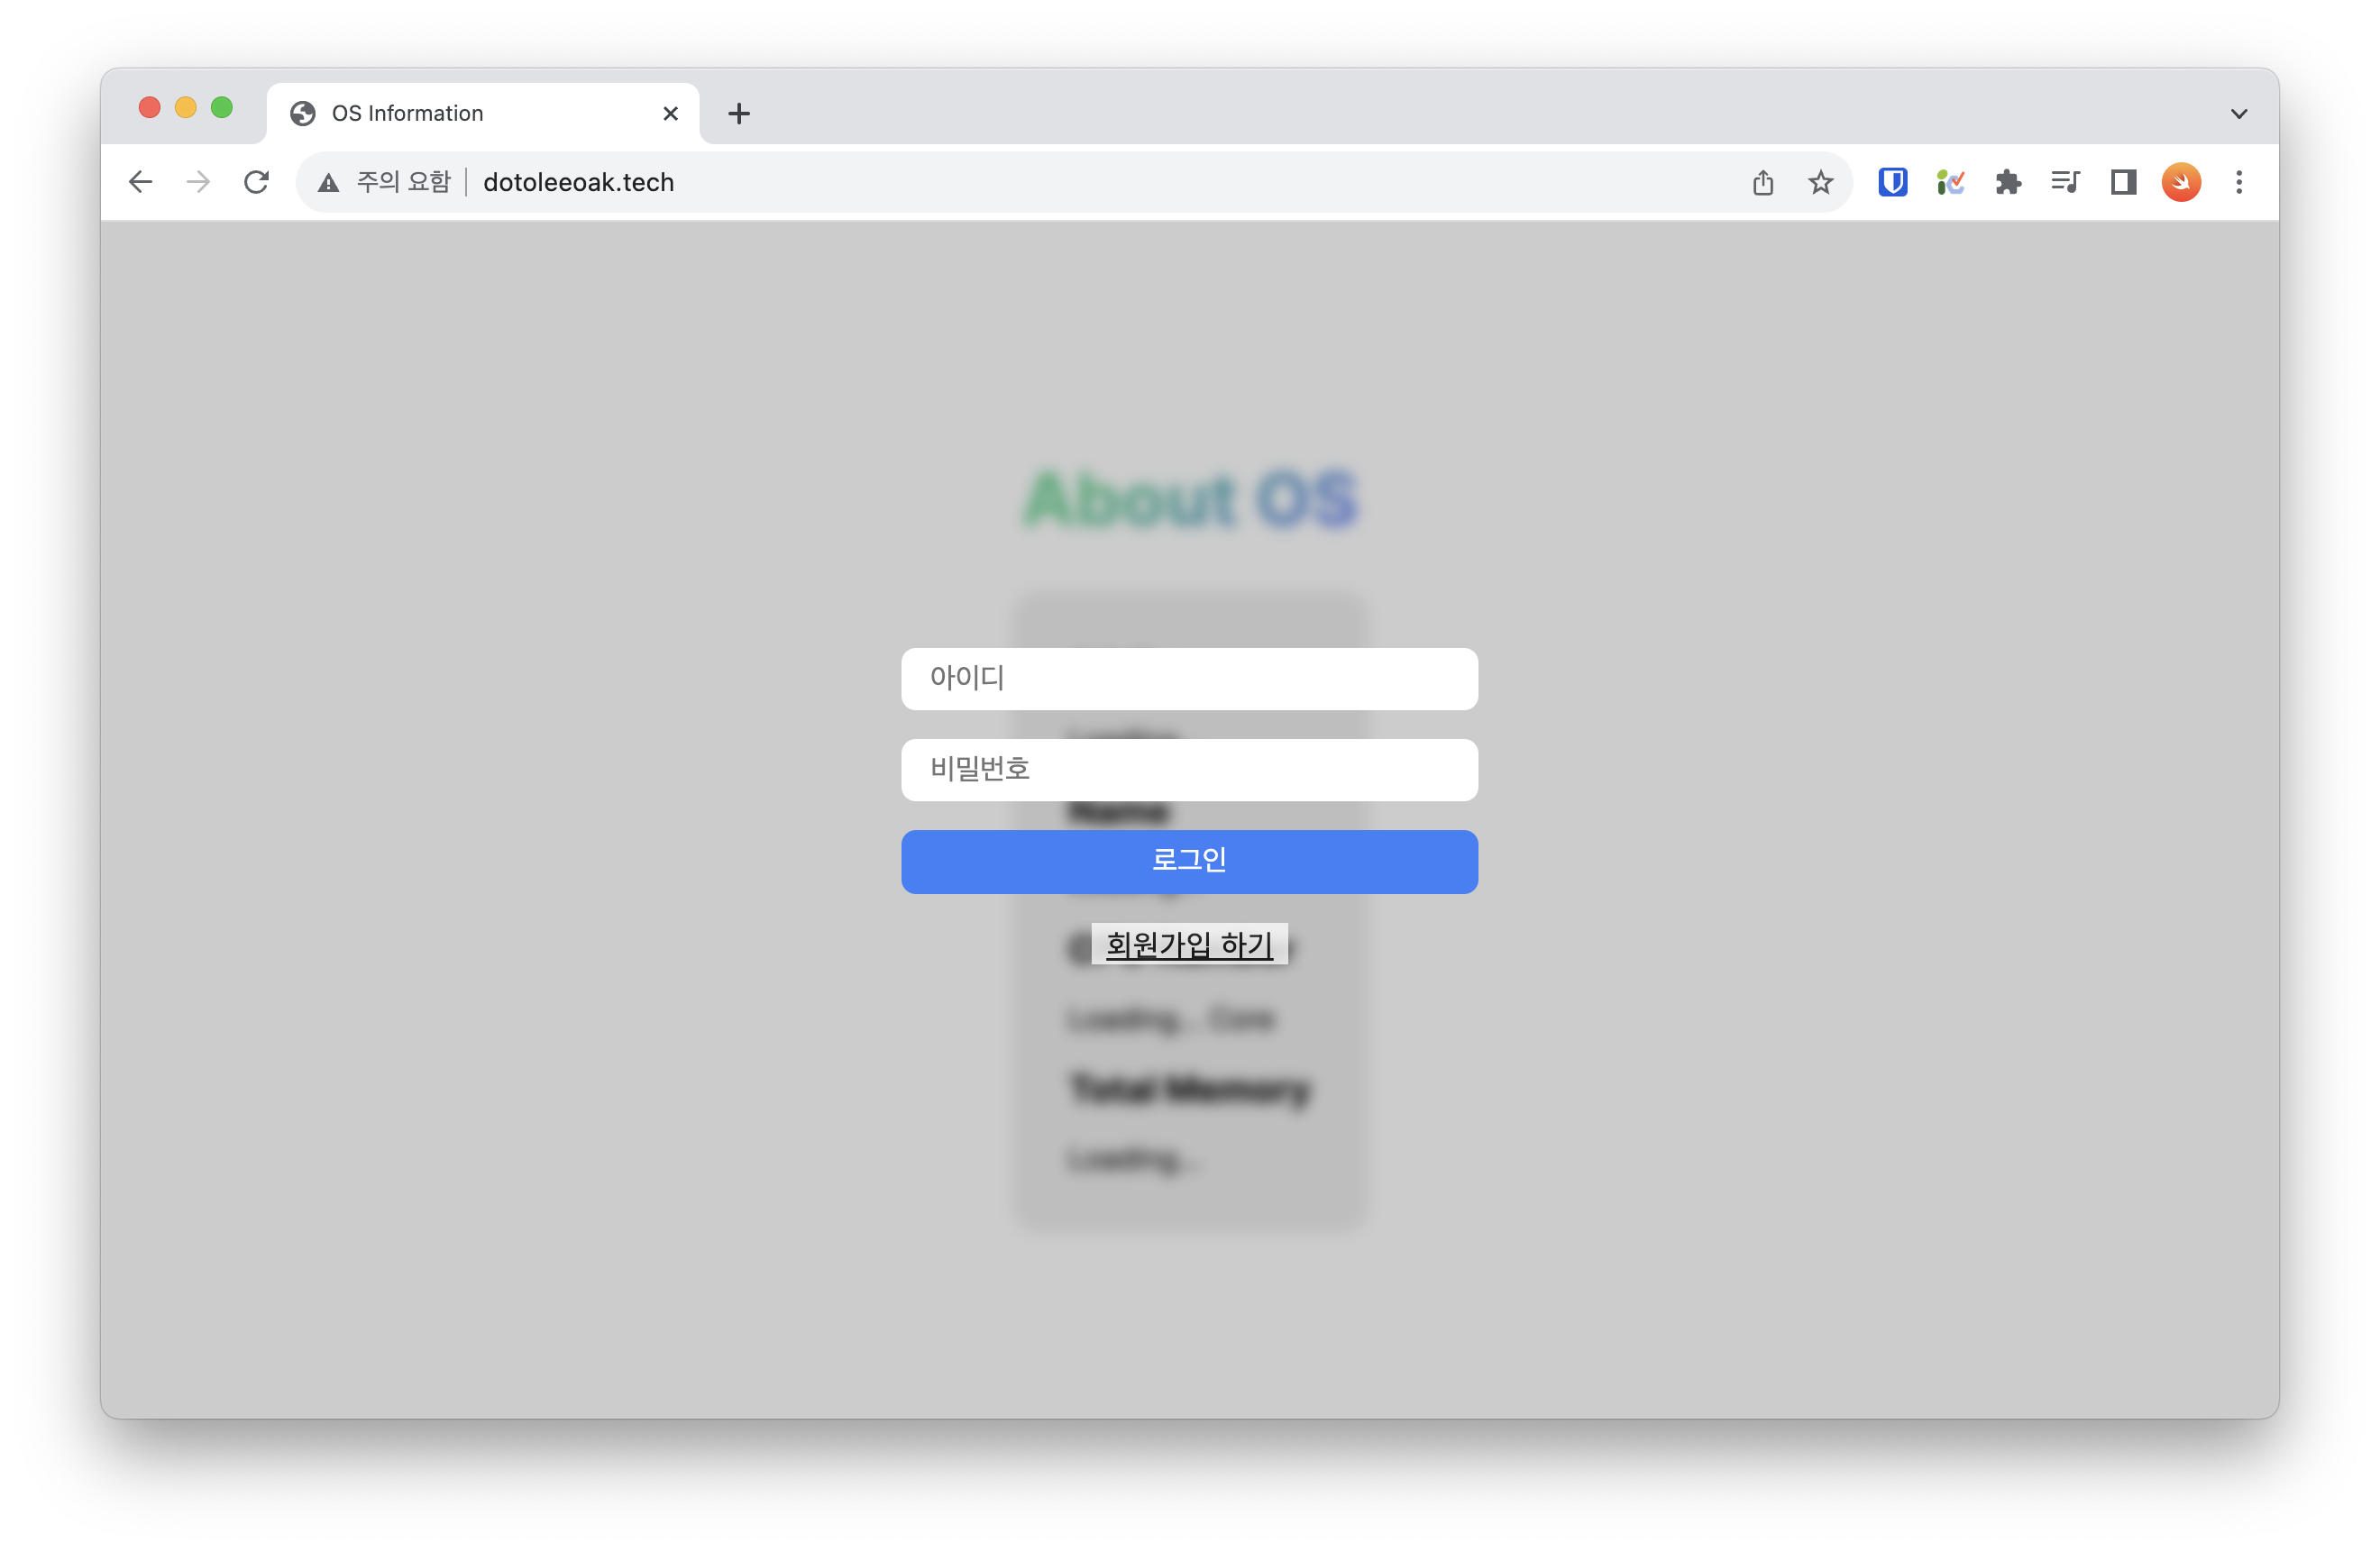 OS Information
주의 요함 dotoleeoak.tech
About OS
아이디
비밀번호
Name
로그인
회원가입 하기
Loading... Core
Total Memory
Loading...